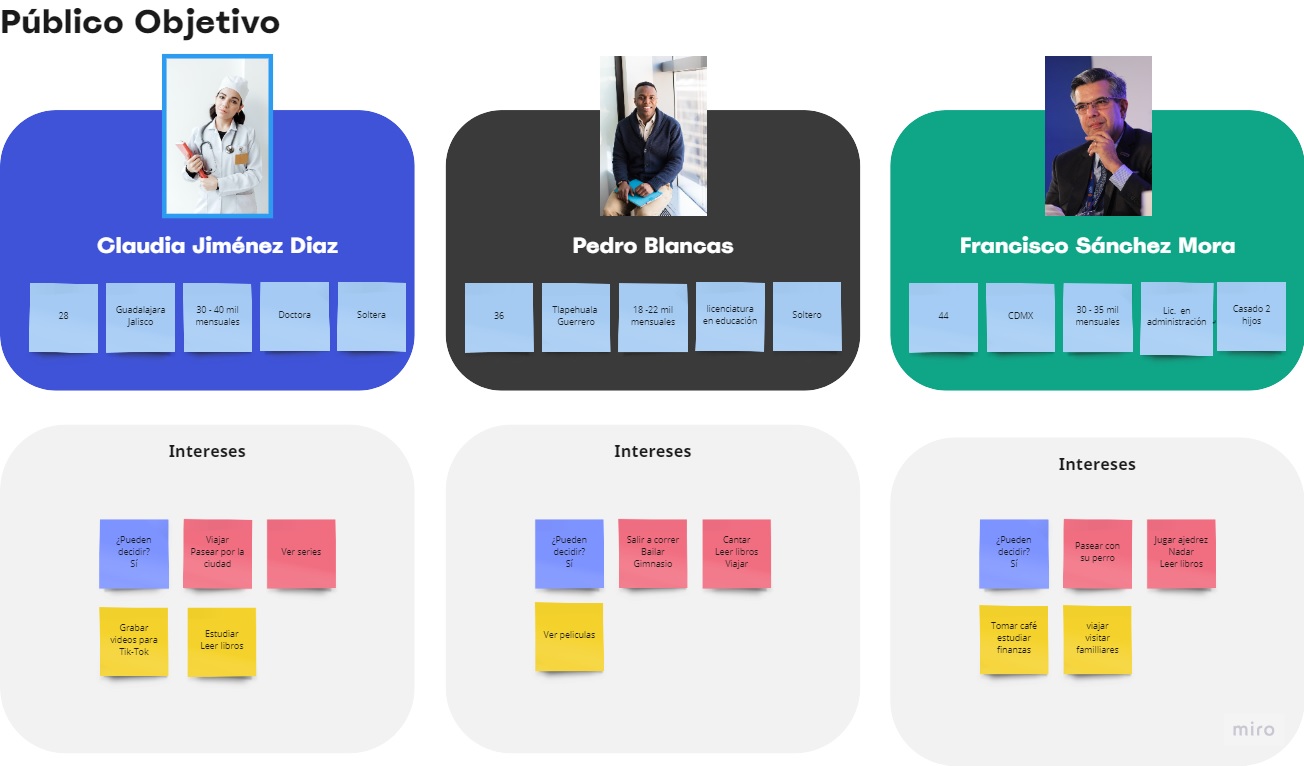 Público Objetivo
Claudia Jiménez Diaz
28
Guadalajara
Jalisco
30 - 40 mil
mensuales
Doctora
Soltera
Pedro Blancas
36
Tlapehuala
Guerrero
18 -22 mil
mensuales
licenciatura
en educación
Soltero
Francisco Sánchez Mora
44
CDMX
30 - 35 mil
mensuales
Lic. en
administración
Casado 2
hijos
Intereses
¿Pueden
decidir?
Sí
Viajar
Pasear por la
ciudad
Ver series
Grabar
videos para
Tik-Tok
Estudiar
Leer libros
Intereses
¿Pueden
decidir?
Sí
Salir a correr
Bailar
Gimnasio
Cantar
Leer libros
Viajar
Ver peliculas
Intereses
¿Pueden
decidir?
Sí
Pasear con
su perro
Jugar ajedrez
Nadar
Leer libros
Tomar café
estudiar
finanzas
viajar
visitar
familliares
miro